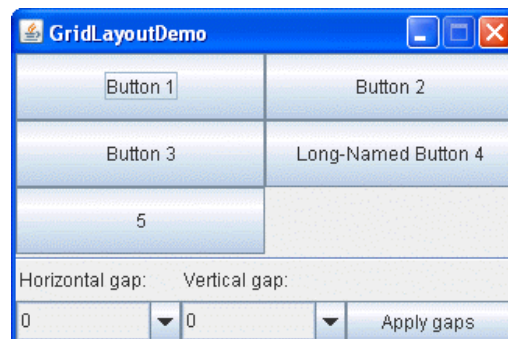 GridLayoutDemo
Button 1 Button 2
Button 3 Long-Named Button 4
5
Horizontal gap: Vertical gap:
0 0 Apply gaps